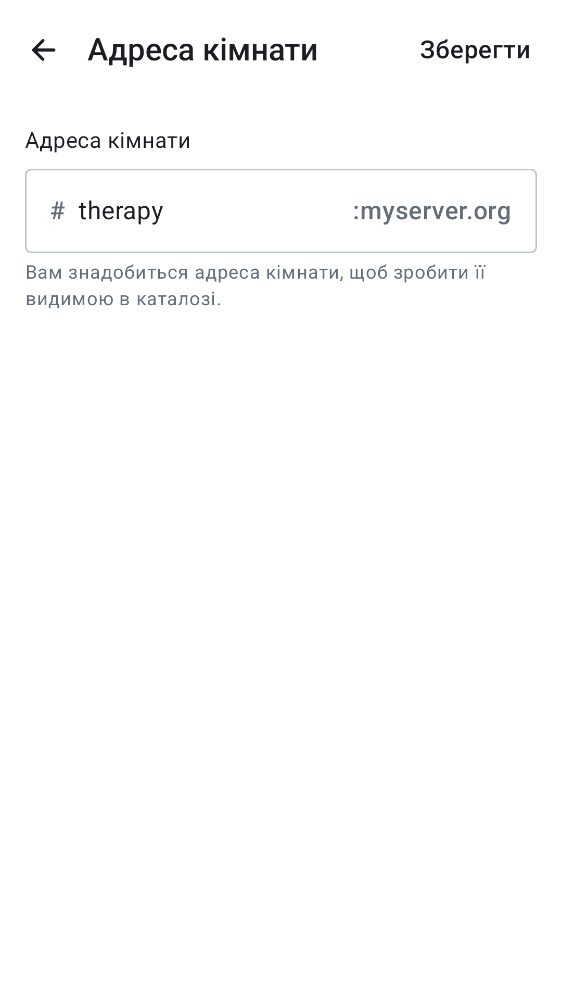 Адреса кімнати Зберегти
Адреса кімнати
# therapy :myserver.org
Вам знадобиться адреса кімнати, щоб зробити її
видимою в каталозі.